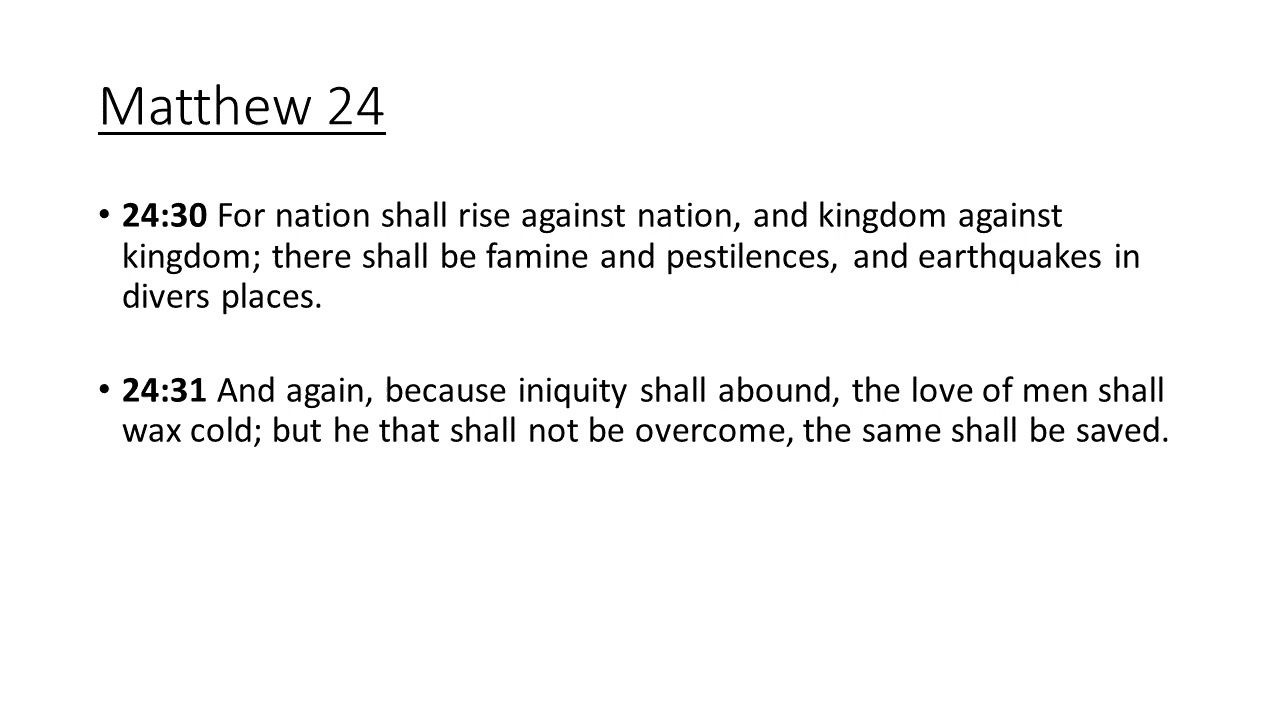 Matthew 24
• 24:30 For nation shall rise against nation, and kingdom against
kingdom; there shall be famine and pestilences, and earthquakes in
divers places.
• 24:31 And again, because iniquity shall abound, the love of men shall
wax cold; but he that shall not be overcome, the same shall be saved.